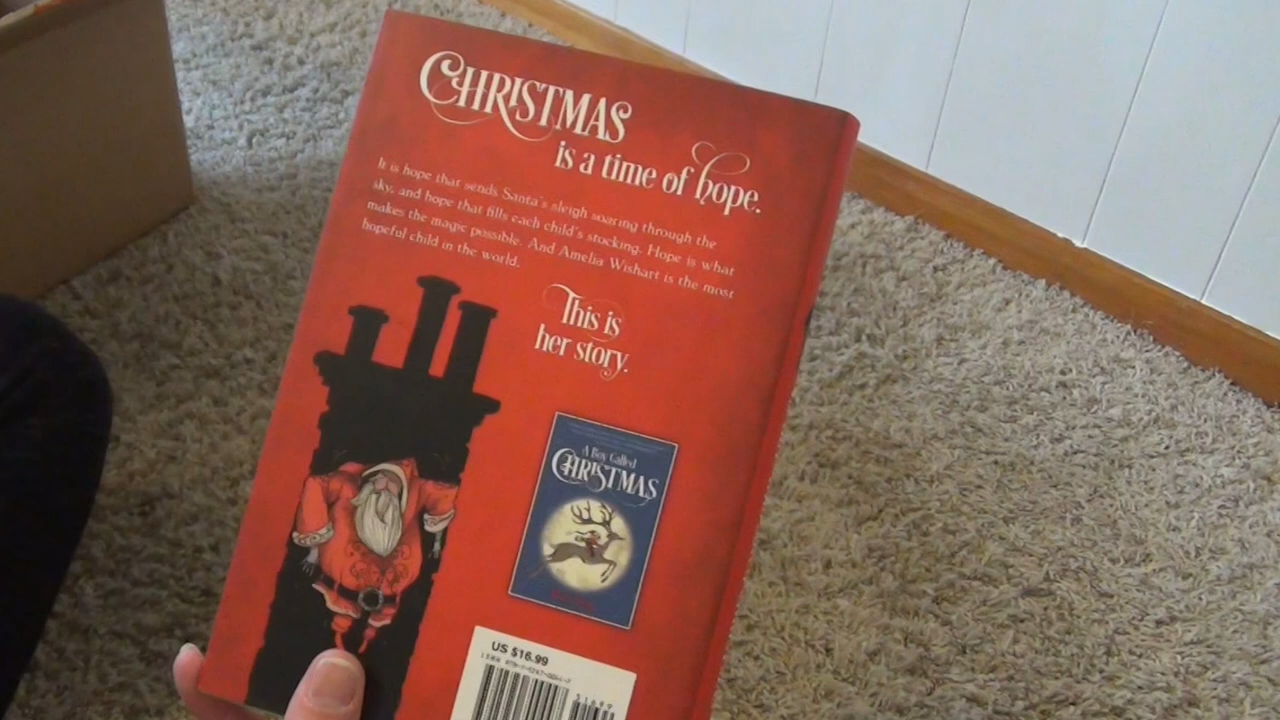 CHRISTMAS
is a time of hope.
It is hope that sends Santa's sleigh soaring through the
sky, and hope that fills each child's stocking. Hope is what
makes the magic possible. And Amelia Wishart is the most
hopeful child in the world.
This is
her story.
A Boy Called
CHRISTMAS
US $16.99
51699